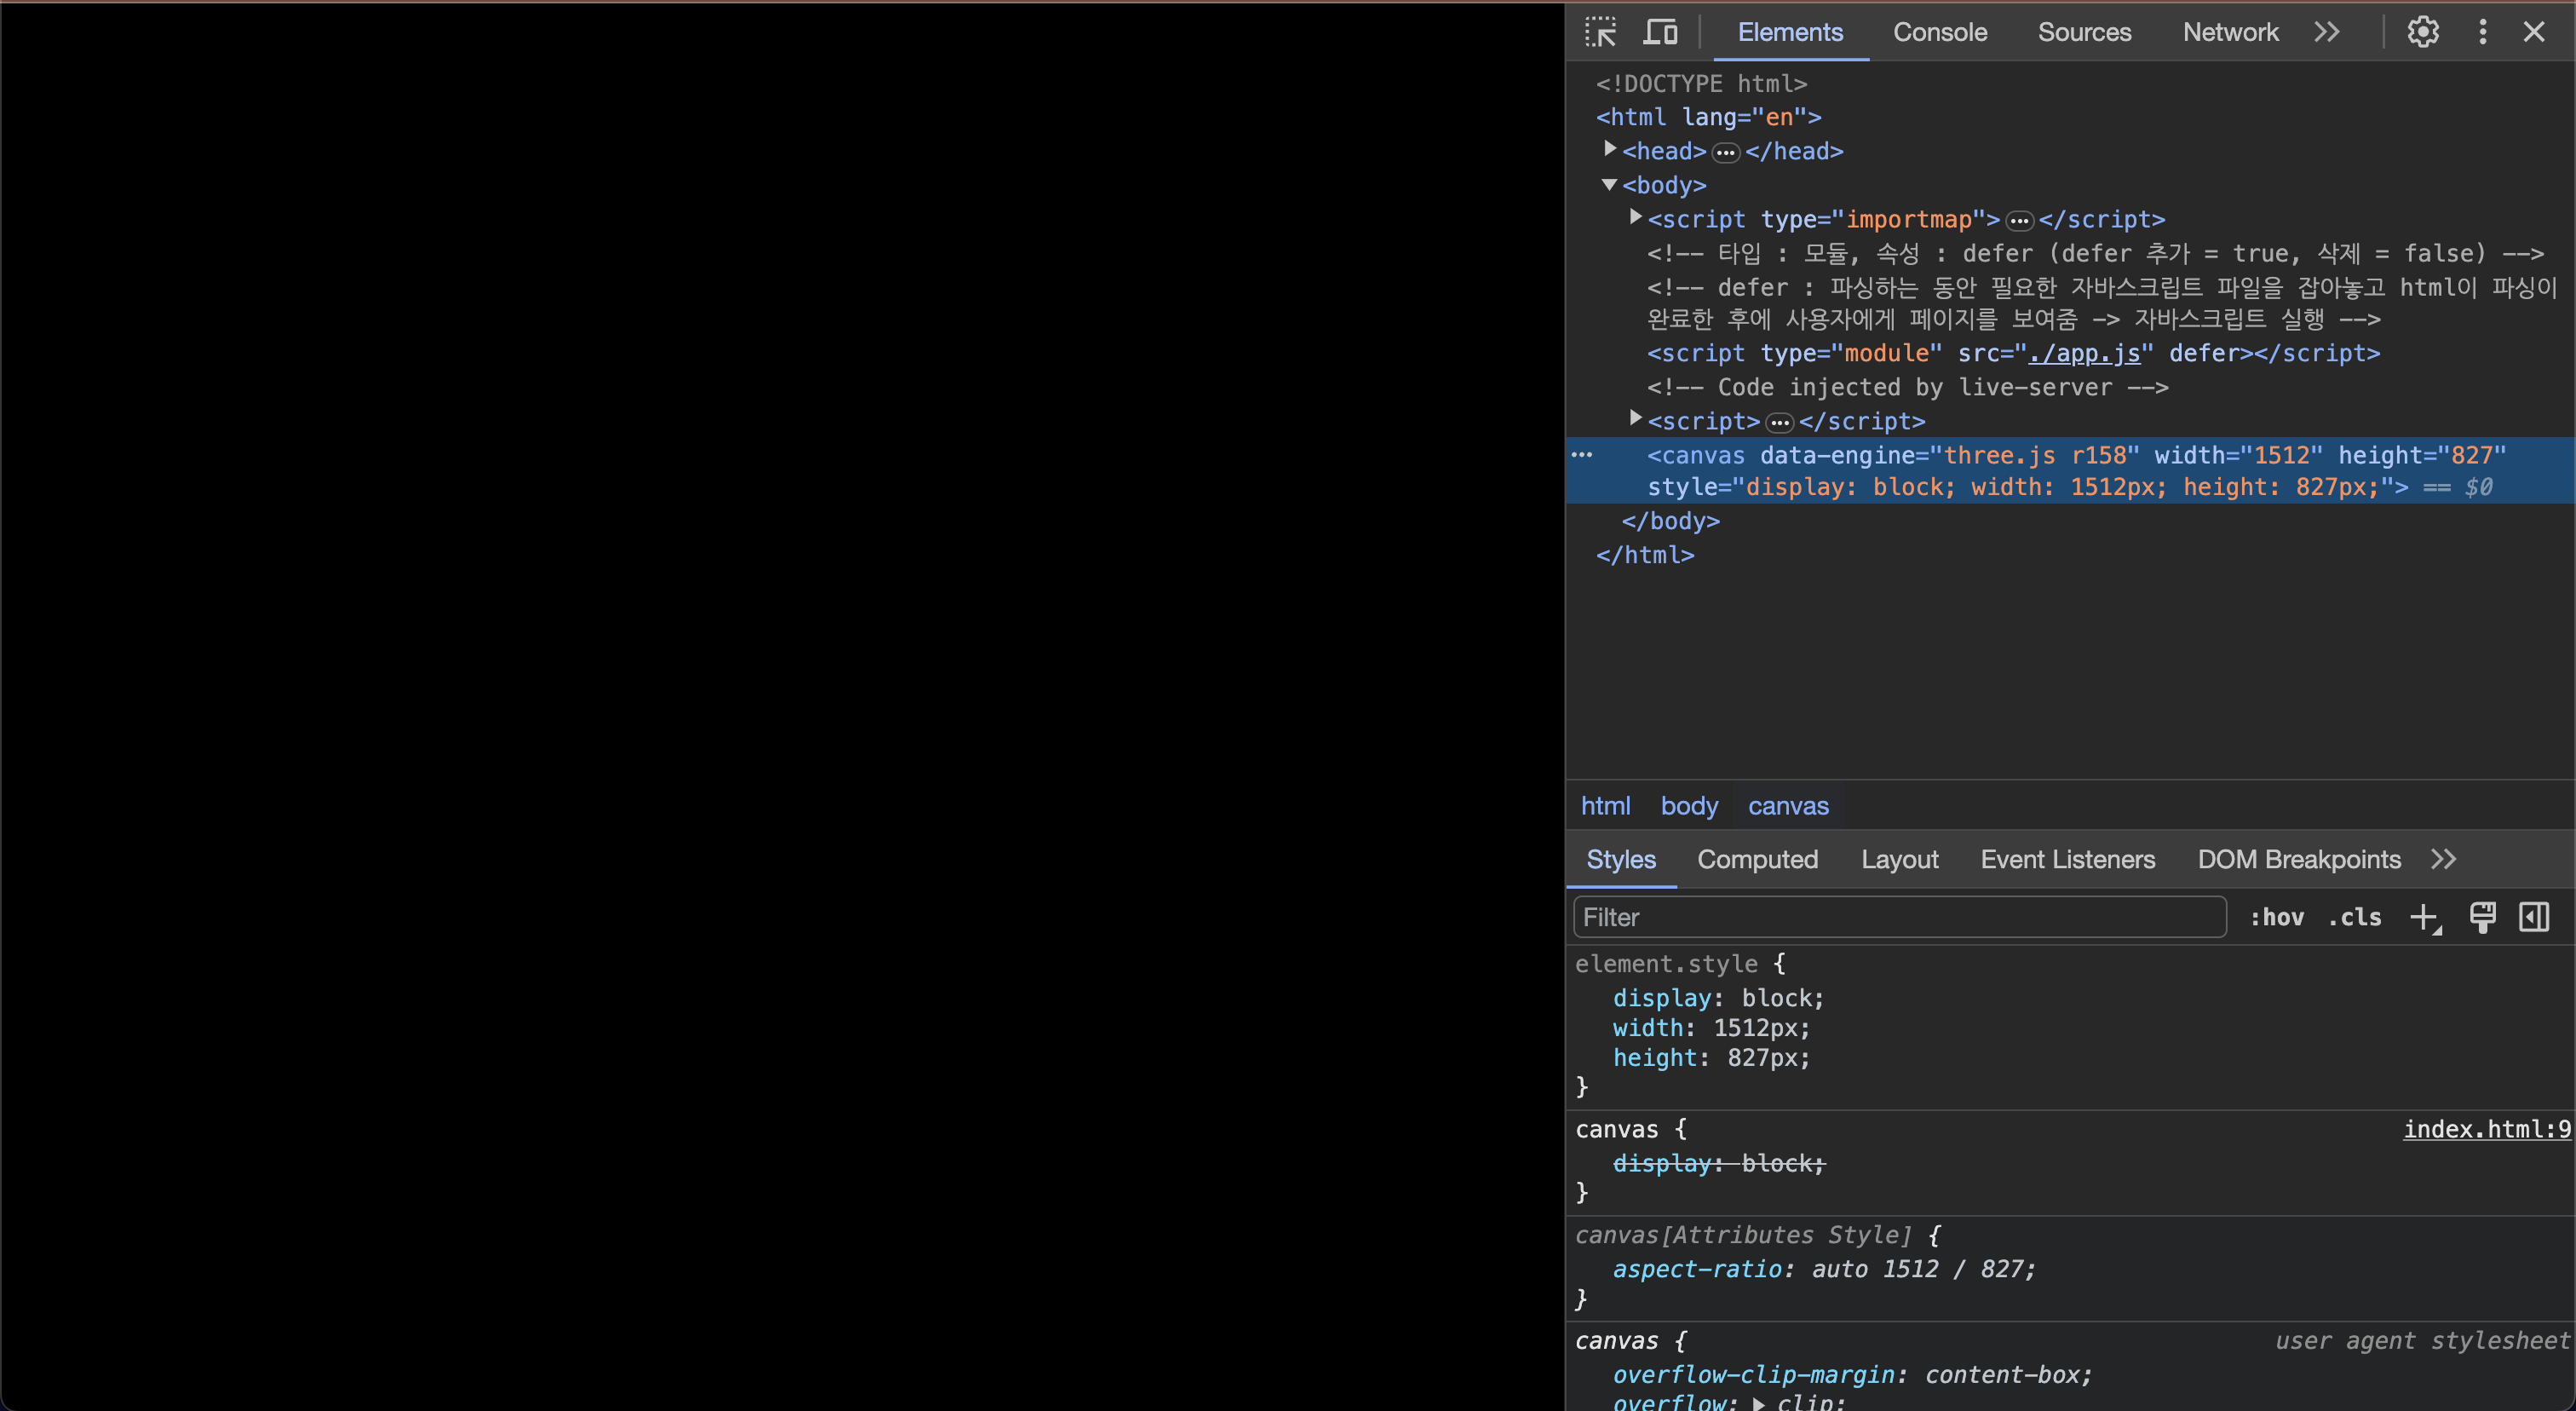 Elements Console Sources Network
<!DOCTYPE html>
<html lang="en">
<head> ••• </head>
<body>
<script type="importmap"> ••• </script>
<!-- 타입 : 모듈, 속성 : defer (defer 추가 = true, 삭제 = false) -->
<!-- defer : 파싱하는 동안 필요한 자바스크립트 파일을 잡아놓고 html이 파싱이
완료한 후에 사용자에게 페이지를 보여줌 -> 자바스크립트 실행 -->
<script type="module" src="./app.js" defer></script>
<!-- Code injected by live-server -->
<script> ••• </script>
<canvas data-engine="three.js r158" width="1512" height="827"
style="display: block; width: 1512px; height: 827px;"> == $0
</body>
</html>
html body canvas
Styles Computed Layout Event Listeners DOM Breakpoints
Filter :hov .cls
element.style {
display: block;
width: 1512px;
height: 827px;
}
canvas { index.html:9
display: block;
}
canvas[Attributes Style] {
aspect-ratio: auto 1512 / 827;
}
canvas { user agent stylesheet
overflow-clip-margin: content-box;
overflow: clip;